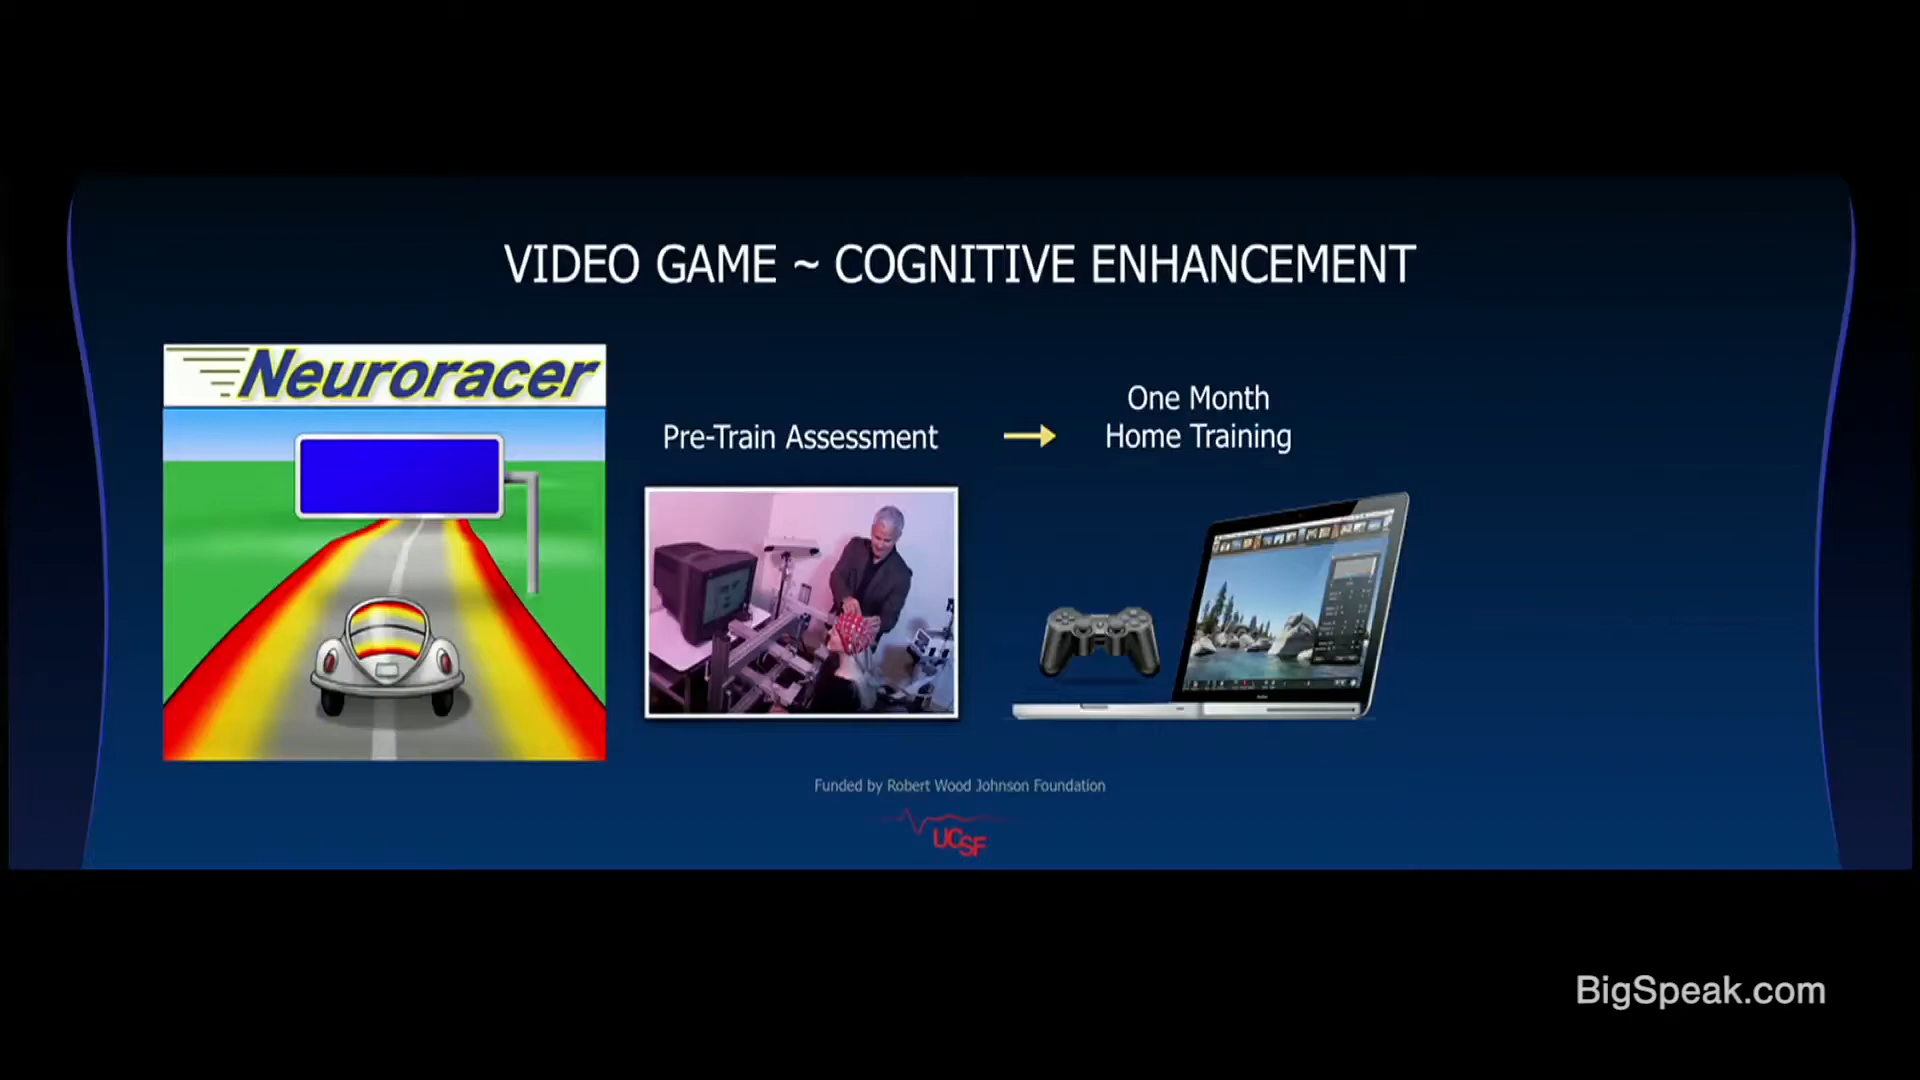 VIDEO GAME ~ COGNITIVE ENHANCEMENT
Neuroracer
Pre-Train Assessment
One Month
Home Training
Funded by Robert Wood Johnson Foundation
UCSF
BigSpeak.com